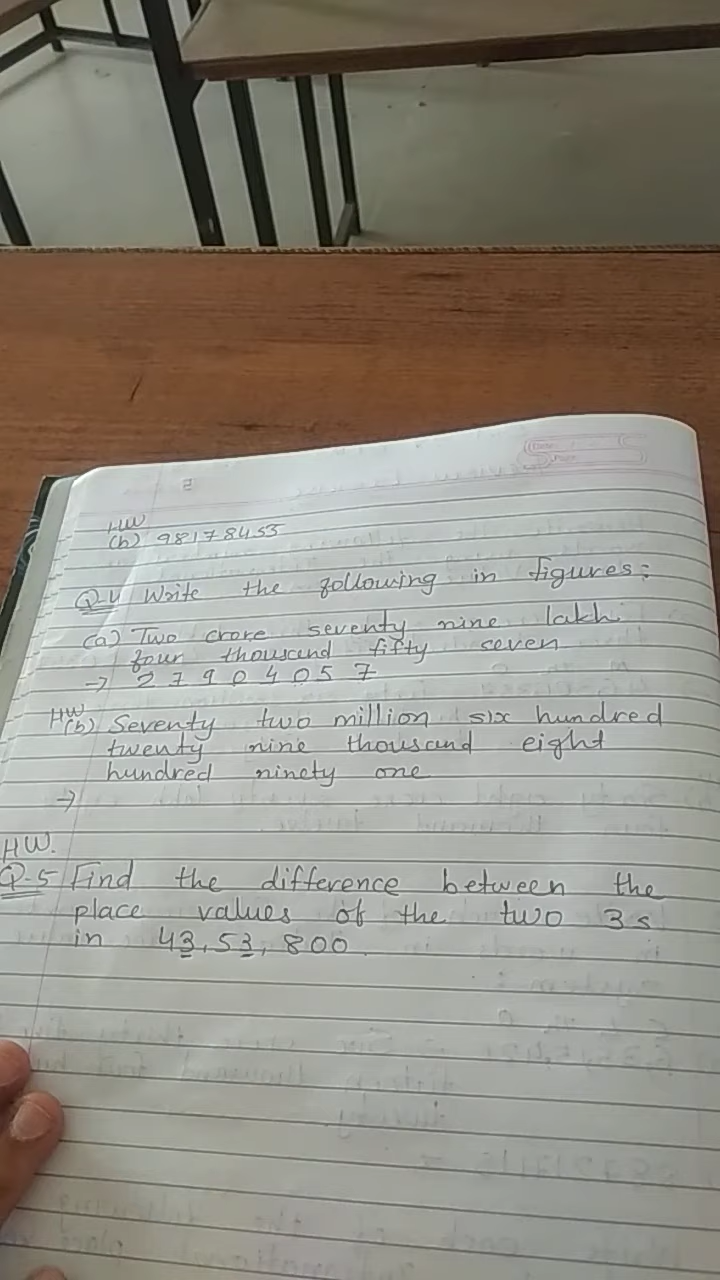 HW
(b) 98178453
Q-4 Write the following in figures:
(a) Two crore seventy nine lakh
four thousand fifty seven
→ 2 7 9 0 4 0 5 7
HW
(b) Seventy two million six hundred
twenty nine thousand eight
hundred ninety one
→
HW.
Q-5 Find the difference between the
place values of the two 3s
in 43,53,800